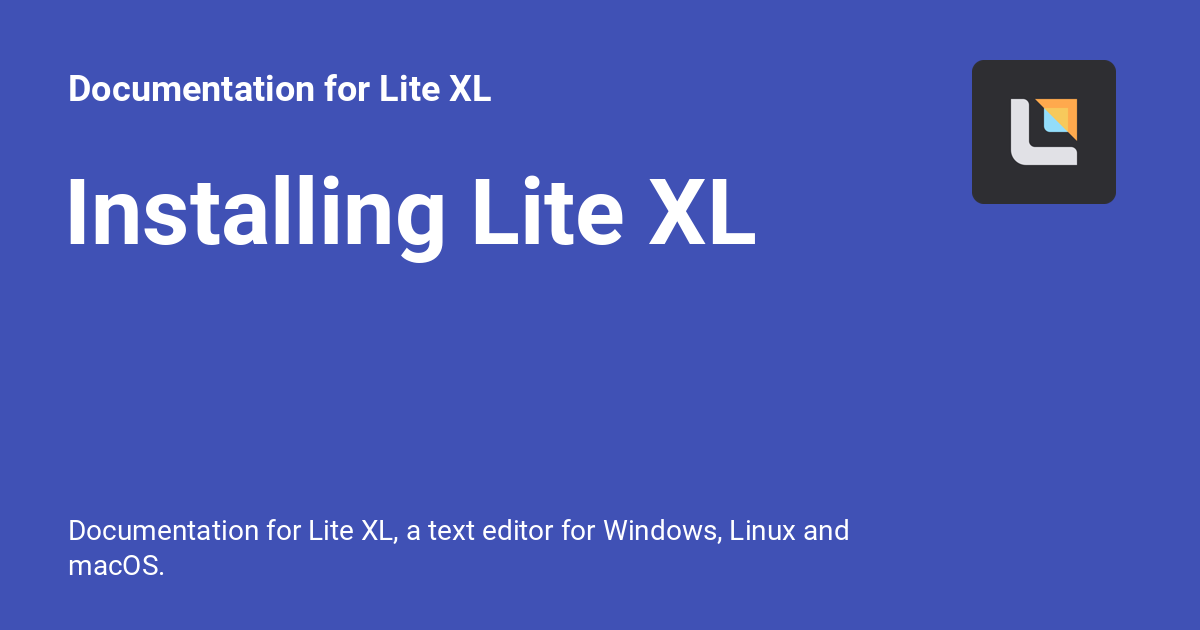 Documentation for Lite XL
Installing Lite XL
Documentation for Lite XL, a text editor for Windows, Linux and
macOS.